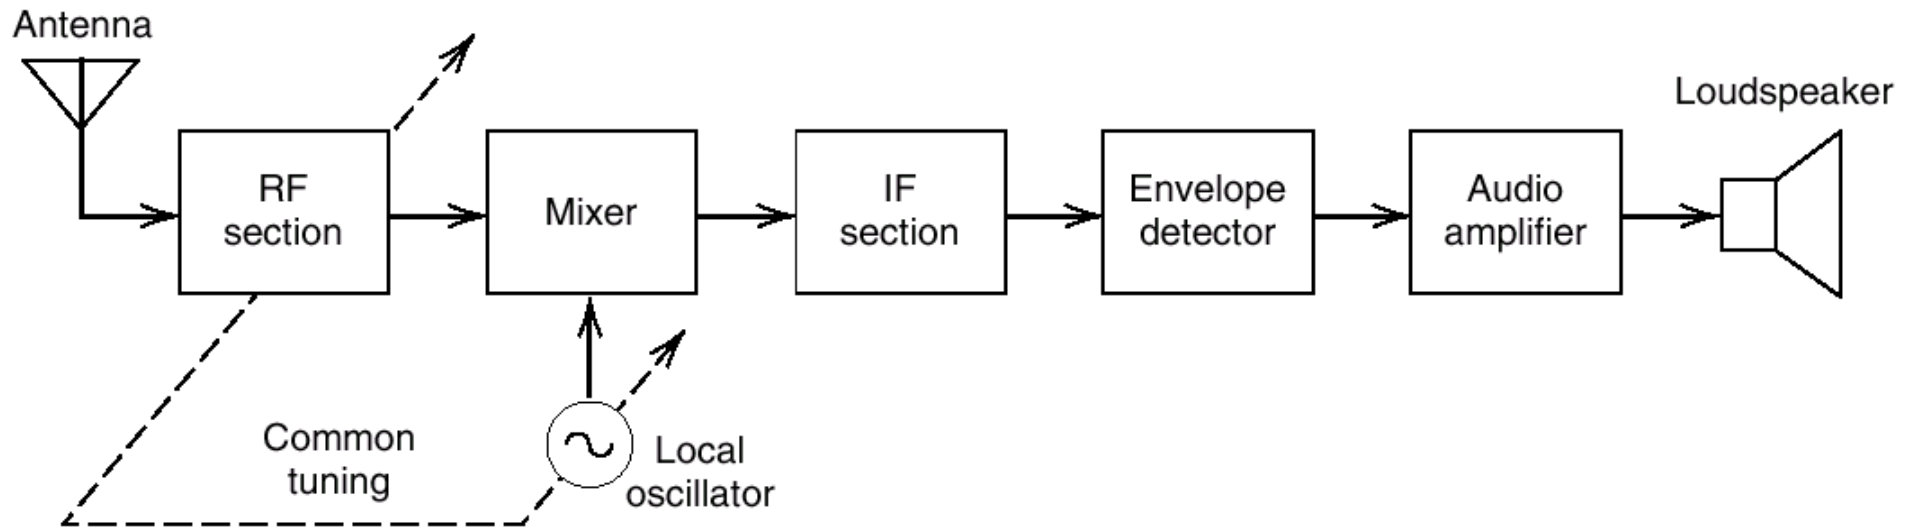 Antenna
Loudspeaker
RF
section
Mixer
IF
section
Envelope
detector
Audio
amplifier
Common
tuning
Local
oscillator